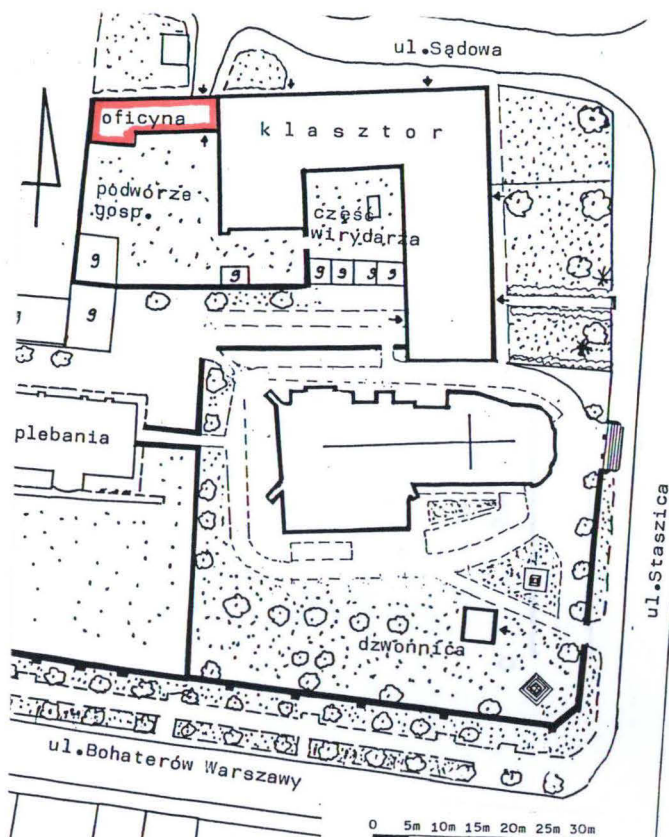 ul.Sądowa
oficyna
klasztor
podwórze
gosp.
część
wirydarza
g
g g g g g
g
g
plebania
ul.Staszica
dzwonnica
ul.Bohaterów Warszawy
0 5m 10m 15m 20m 25m 30m